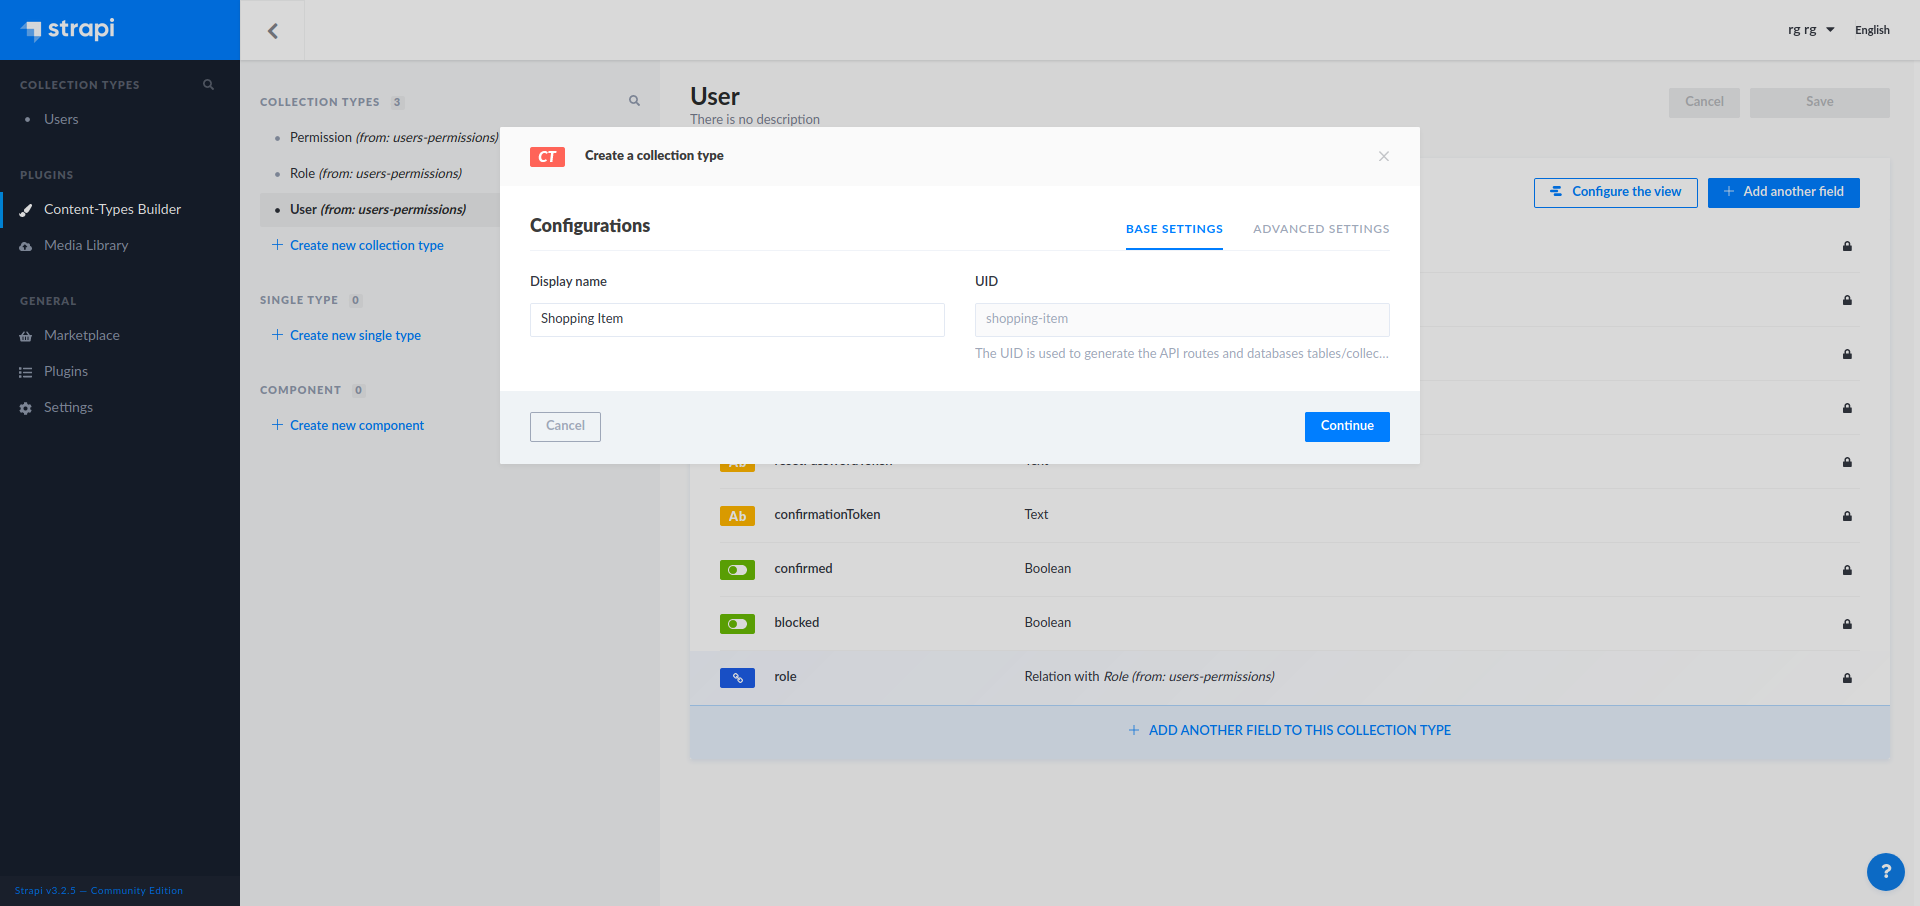 strapi
rg rg
English
COLLECTION TYPES
Users
PLUGINS
Content-Types Builder
Media Library
GENERAL
Marketplace
Plugins
Settings
Strapi v3.2.5 — Community Edition
COLLECTION TYPES 3
Permission (from: users-permissions)
Role (from: users-permissions)
User (from: users-permissions)
Create new collection type
SINGLE TYPE 0
Create new single type
COMPONENT 0
Create new component
User
There is no description
Cancel
Save
Configure the view
Add another field
CT Create a collection type
Configurations
BASE SETTINGS
ADVANCED SETTINGS
Display name
UID
Shopping Item
shopping-item
The UID is used to generate the API routes and databases tables/collec...
Cancel
Continue
Ab resetPasswordToken Text
Ab confirmationToken Text
confirmed Boolean
blocked Boolean
role Relation with Role (from: users-permissions)
ADD ANOTHER FIELD TO THIS COLLECTION TYPE
?